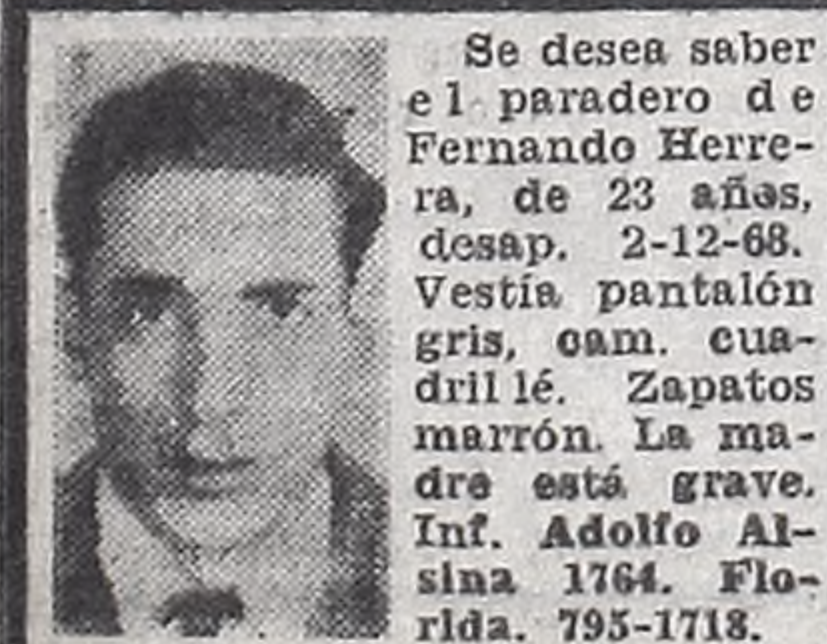 Se desea saber
el paradero de
Fernando Herre-
ra, de 23 años,
desap. 2-12-68.
Vestía pantalón
gris, cam. cua-
drillé. Zapatos
marrón. La ma-
dre está grave.
Inf. Adolfo Al-
sina 1764. Flo-
rida. 795-1718.